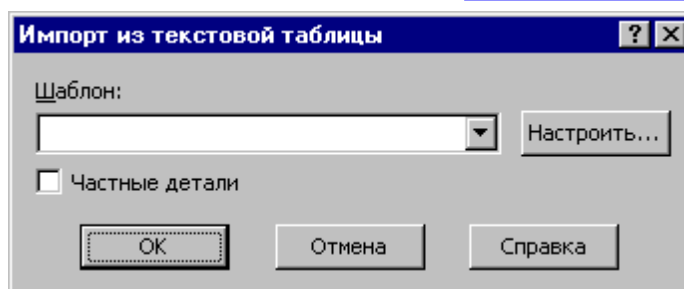 Импорт из текстовой таблицы
Шаблон:
Настроить...
Частные детали
OK
Отмена
Справка